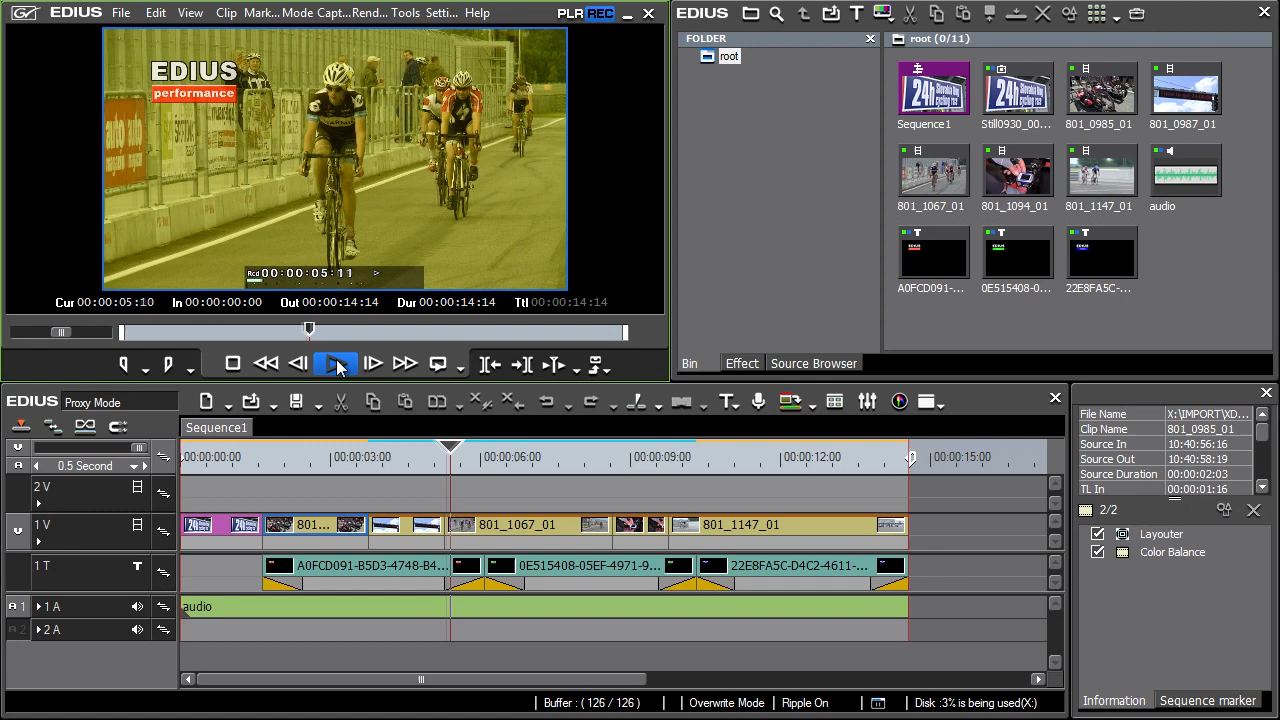 EDIUS File Edit View Clip Mark... Mode Capt... Rend... Tools Setti... Help PLR REC
EDIUS
performance
Rcd 00:00:05:11
Cur 00:00:05:10 In 00:00:00:00 Out 00:00:14:14 Dur 00:00:14:14 Ttl 00:00:14:14
EDIUS
FOLDER
root
root (0/11)
Sequence1 Still0930_00... 801_0985_01 801_0987_01
801_1067_01 801_1094_01 801_1147_01 audio
A0FCD091-... 0E515408-0... 22E8FA5C-...
Bin Effect Source Browser
EDIUS Proxy Mode
Sequence1
0.5 Second
00:00:00:00 00:00:03:00 00:00:06:00 00:00:09:00 00:00:12:00 00:00:15:00
2 V
1 V 801... 801_1067_01 801_1147_01
1 T T A0FCD091-B5D3-4748-B4... 0E515408-05EF-4971-9... 22E8FA5C-D4C2-4611-...
A 1 1 A audio
A 2 2 A
File Name X:\IMPORT\XD...
Clip Name 801_0985_01
Source In 10:40:56:16
Source Out 10:40:58:19
Source Duration 00:00:02:03
TL In 00:00:01:16
2/2
Layouter
Color Balance
Information Sequence marker
Buffer : ( 126 / 126 ) Overwrite Mode Ripple On Disk :3% is being used(X:)